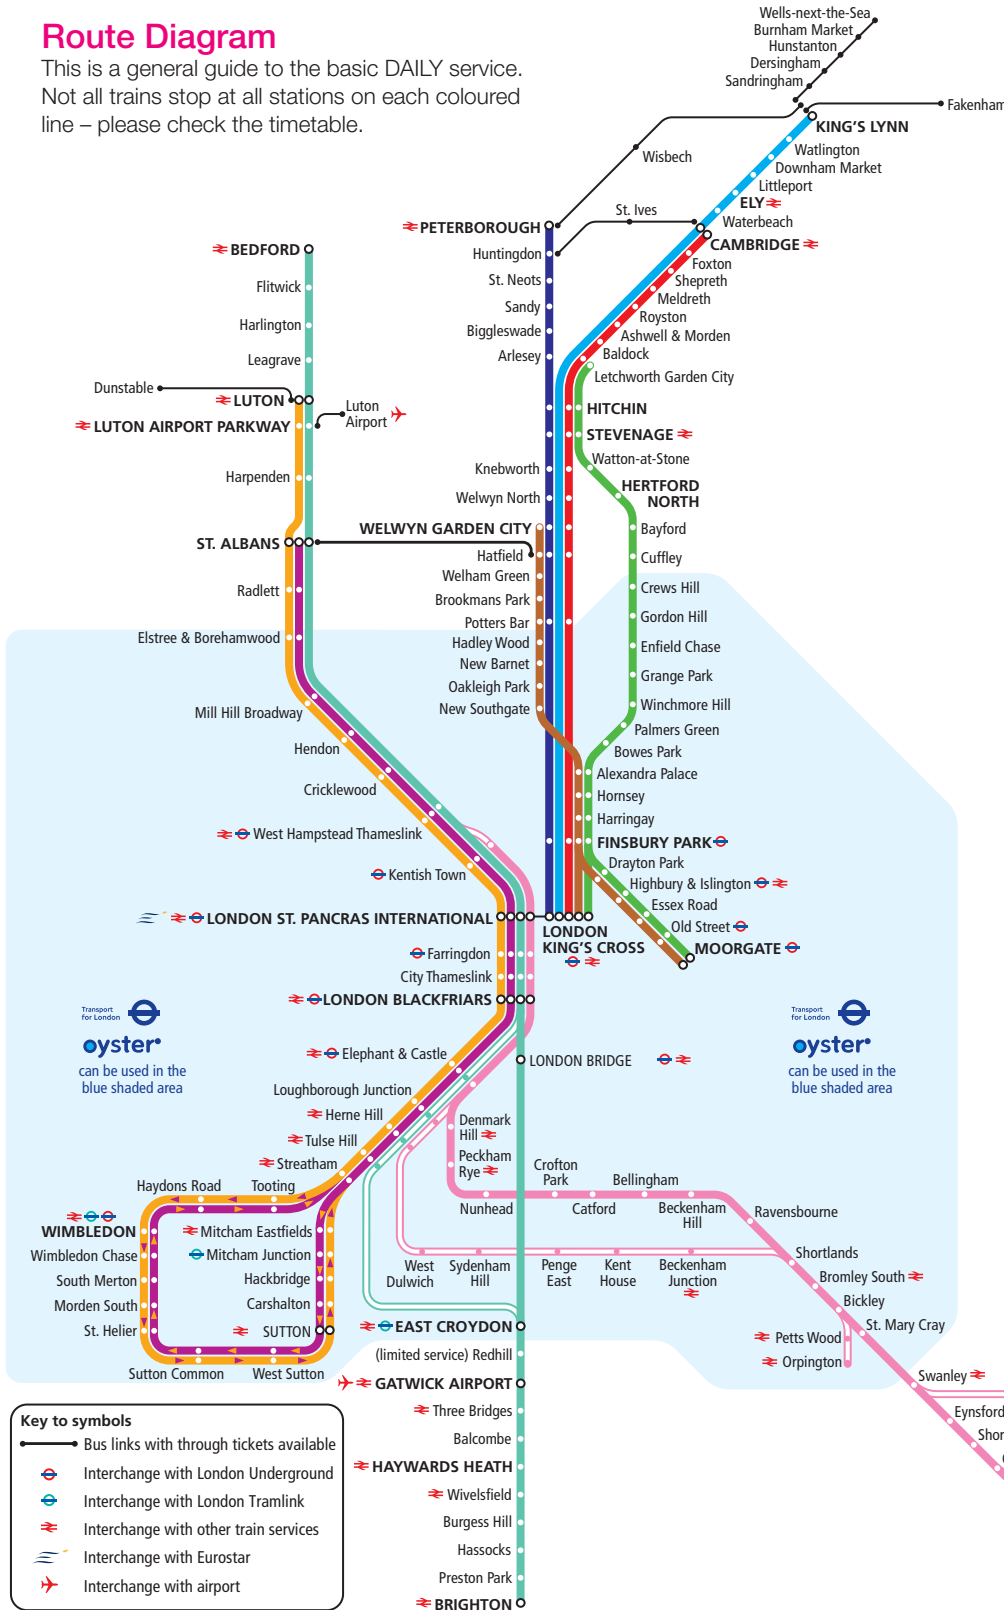 Route Diagram
This is a general guide to the basic DAILY service.
Not all trains stop at all stations on each coloured
line – please check the timetable.
Wells-next-the-Sea
Burnham Market
Hunstanton
Dersingham
Sandringham
Fakenham
KING'S LYNN
Wisbech
Watlington
Downham Market
Littleport
ELY
St. Ives
Waterbeach
PETERBOROUGH
CAMBRIDGE
Huntingdon
Foxton
St. Neots
Shepreth
Sandy
Meldreth
Biggleswade
Royston
Arlesey
Ashwell & Morden
Baldock
Letchworth Garden City
BEDFORD
Flitwick
Harlington
Leagrave
Dunstable
LUTON
Luton
Airport
LUTON AIRPORT PARKWAY
Harpenden
ST. ALBANS
HITCHIN
STEVENAGE
Knebworth
Watton-at-Stone
Welwyn North
HERTFORD
NORTH
WELWYN GARDEN CITY
Bayford
Hatfield
Cuffley
Welham Green
Crews Hill
Brookmans Park
Gordon Hill
Potters Bar
Enfield Chase
Hadley Wood
Grange Park
New Barnet
Winchmore Hill
Oakleigh Park
Palmers Green
New Southgate
Bowes Park
Radlett
Elstree & Borehamwood
Mill Hill Broadway
Hendon
Cricklewood
West Hampstead Thameslink
Kentish Town
Alexandra Palace
Hornsey
Harringay
FINSBURY PARK
Drayton Park
Highbury & Islington
Essex Road
Old Street
MOORGATE
LONDON ST. PANCRAS INTERNATIONAL
LONDON
KING'S CROSS
Farringdon
City Thameslink
LONDON BLACKFRIARS
Transport
for London
oyster
can be used in the
blue shaded area
Transport
for London
oyster
can be used in the
blue shaded area
Elephant & Castle
LONDON BRIDGE
Loughborough Junction
Herne Hill
Tulse Hill
Streatham
Denmark
Hill
Peckham
Rye
Nunhead
Crofton
Park
Catford
Bellingham
Beckenham
Hill
Ravensbourne
Haydons Road
Tooting
WIMBLEDON
Mitcham Eastfields
Wimbledon Chase
Mitcham Junction
South Merton
Hackbridge
Morden South
Carshalton
St. Helier
SUTTON
Sutton Common
West Sutton
West
Dulwich
Sydenham
Hill
Penge
East
Kent
House
Beckenham
Junction
Shortlands
Bromley South
Bickley
St. Mary Cray
Petts Wood
Orpington
Swanley
Eynsford
Shor
EAST CROYDON
(limited service) Redhill
GATWICK AIRPORT
Three Bridges
Balcombe
HAYWARDS HEATH
Wivelsfield
Burgess Hill
Hassocks
Preston Park
BRIGHTON
Key to symbols
Bus links with through tickets available
Interchange with London Underground
Interchange with London Tramlink
Interchange with other train services
Interchange with Eurostar
Interchange with airport